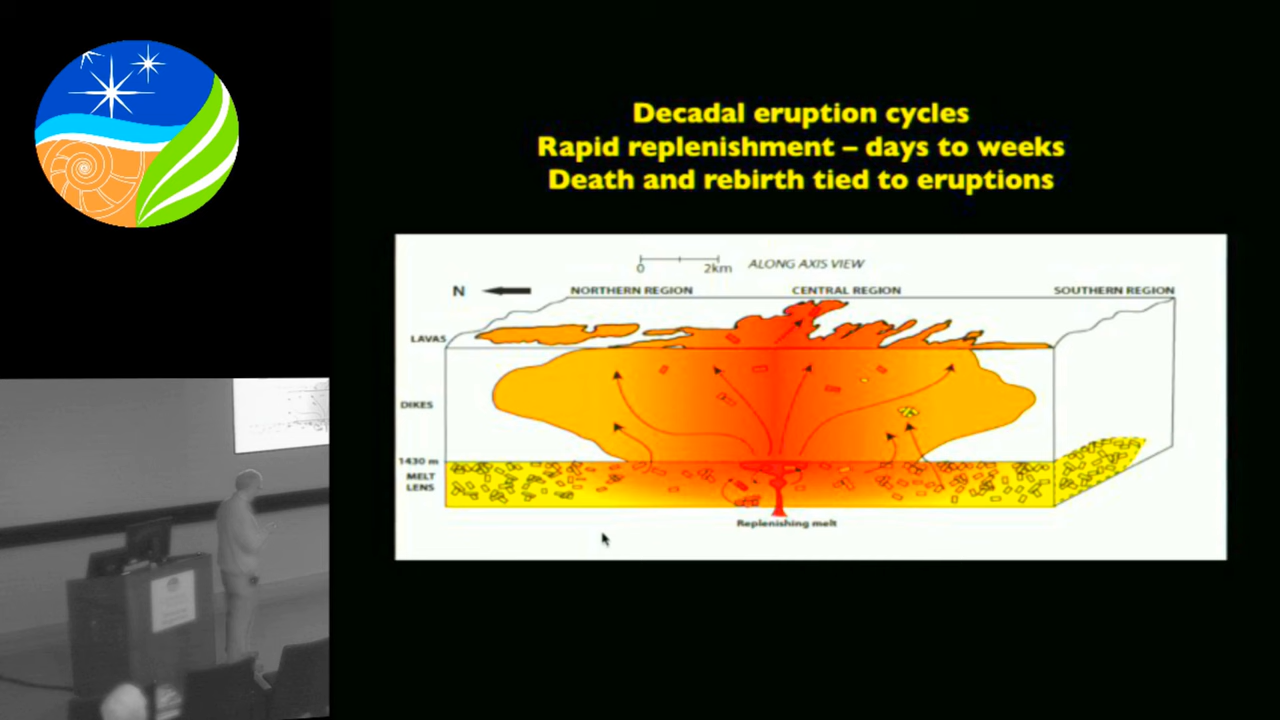 Decadal eruption cycles
Rapid replenishment – days to weeks
Death and rebirth tied to eruptions
0 2km ALONG AXIS VIEW
N NORTHERN REGION CENTRAL REGION SOUTHERN REGION
LAVAS
DIKES
1430 m
MELT
LENS
Replenishing melt